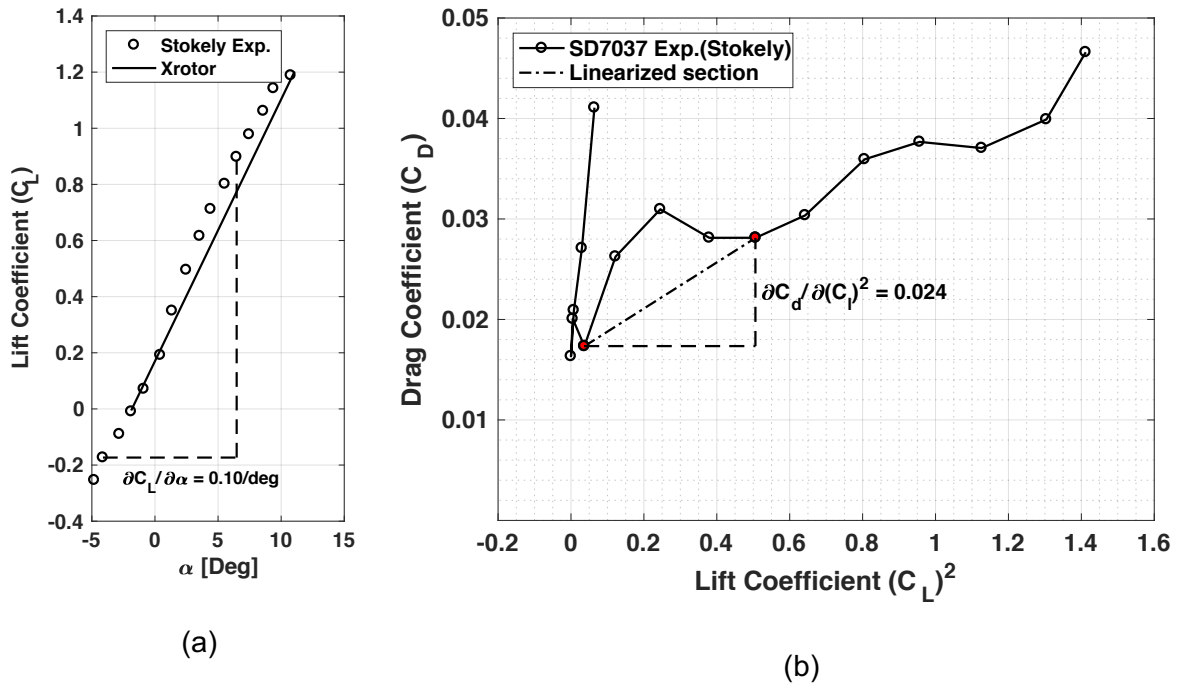 1.4
1.2
1
0.8
0.6
0.4
0.2
0
-0.2
-0.4
-5 0 5 10 15
Lift Coefficient (C_L)
α [Deg]
Stokely Exp.
Xrotor
∂C_L/∂α = 0.10/deg
(a)
0.05
0.04
0.03
0.02
0.01
-0.2 0 0.2 0.4 0.6 0.8 1 1.2 1.4 1.6
Drag Coefficient (C_D)
Lift Coefficient (C_L)²
SD7037 Exp.(Stokely)
Linearized section
∂C_d/∂(C_l)² = 0.024
(b)